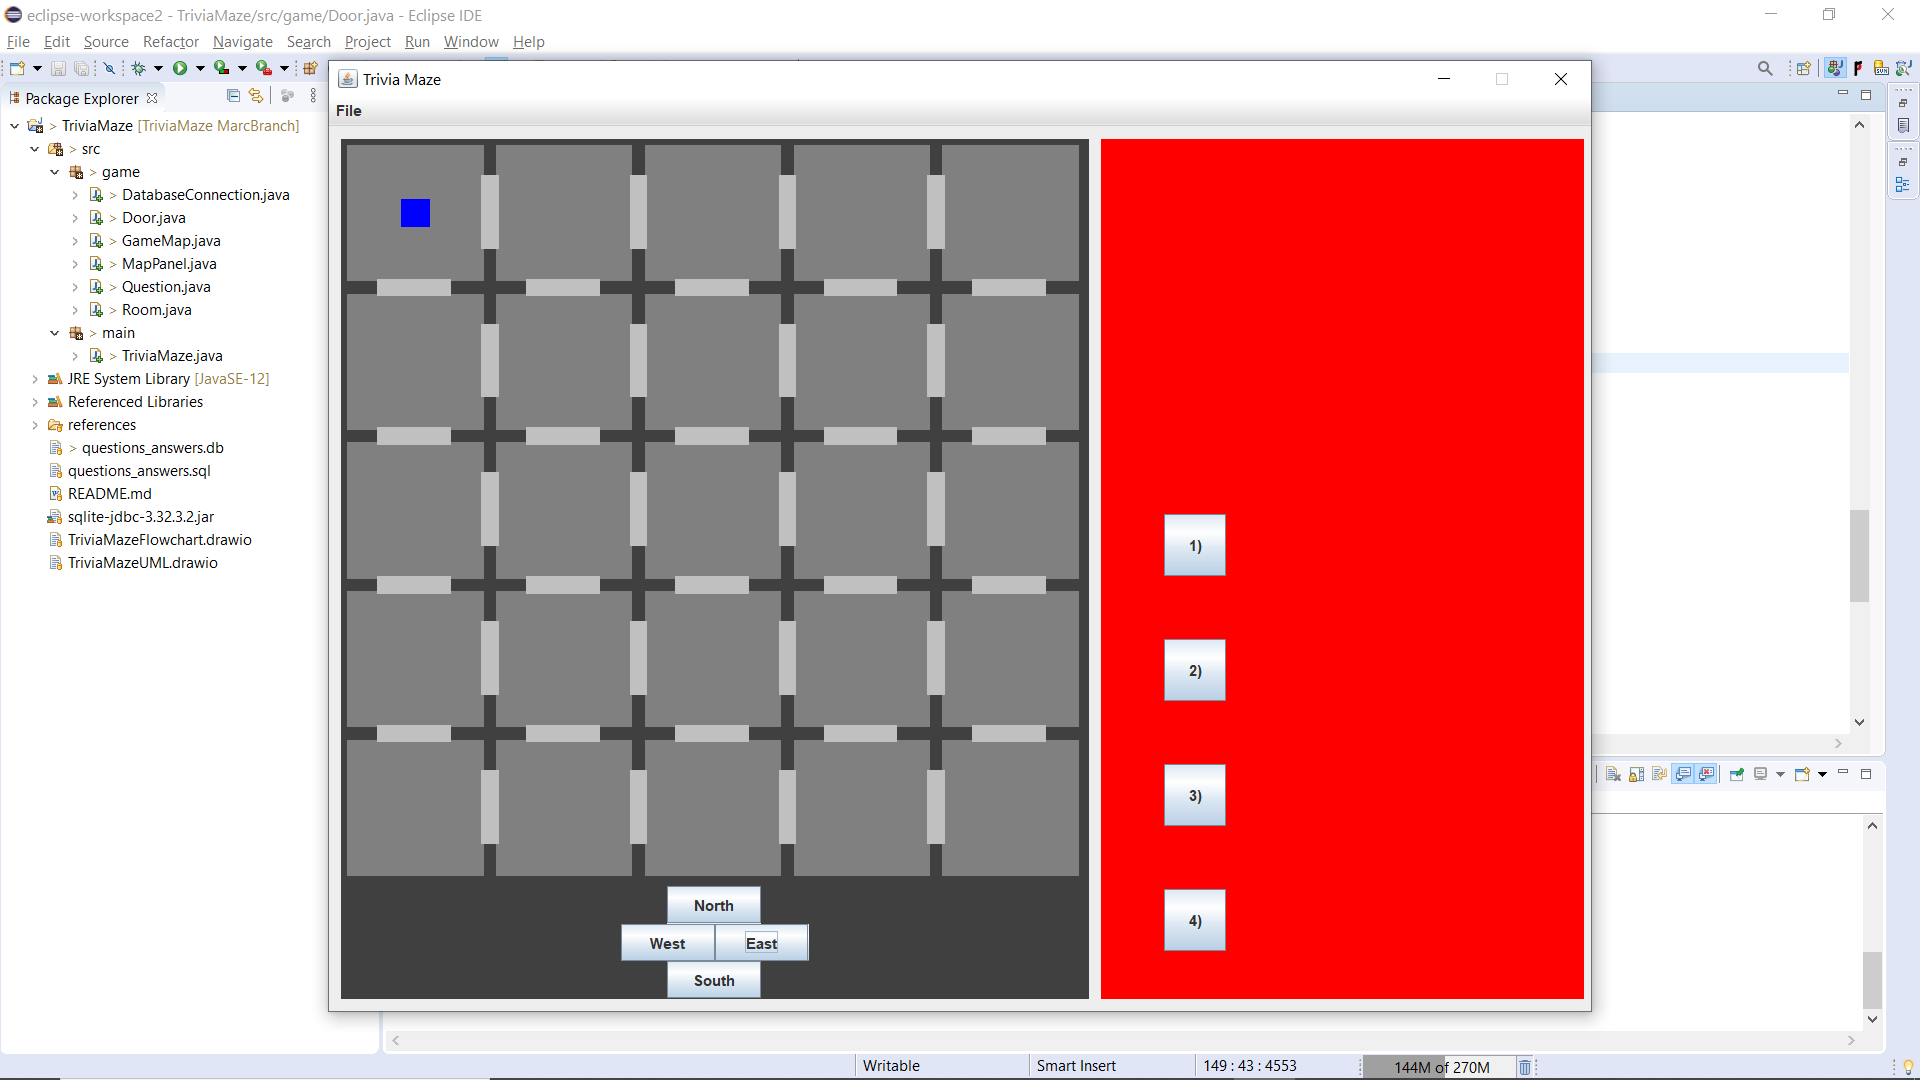 eclipse-workspace2 - TriviaMaze/src/game/Door.java - Eclipse IDE
File Edit Source Refactor Navigate Search Project Run Window Help
Package Explorer
Trivia Maze
File
> TriviaMaze [TriviaMaze MarcBranch]
> src
> game
> DatabaseConnection.java
> Door.java
> GameMap.java
> MapPanel.java
> Question.java
> Room.java
> main
> TriviaMaze.java
JRE System Library [JavaSE-12]
Referenced Libraries
references
> questions_answers.db
questions_answers.sql
README.md
sqlite-jdbc-3.32.3.2.jar
TriviaMazeFlowchart.drawio
TriviaMazeUML.drawio
1)
2)
3)
4)
North
West East
South
Writable Smart Insert 149 : 43 : 4553 144M of 270M